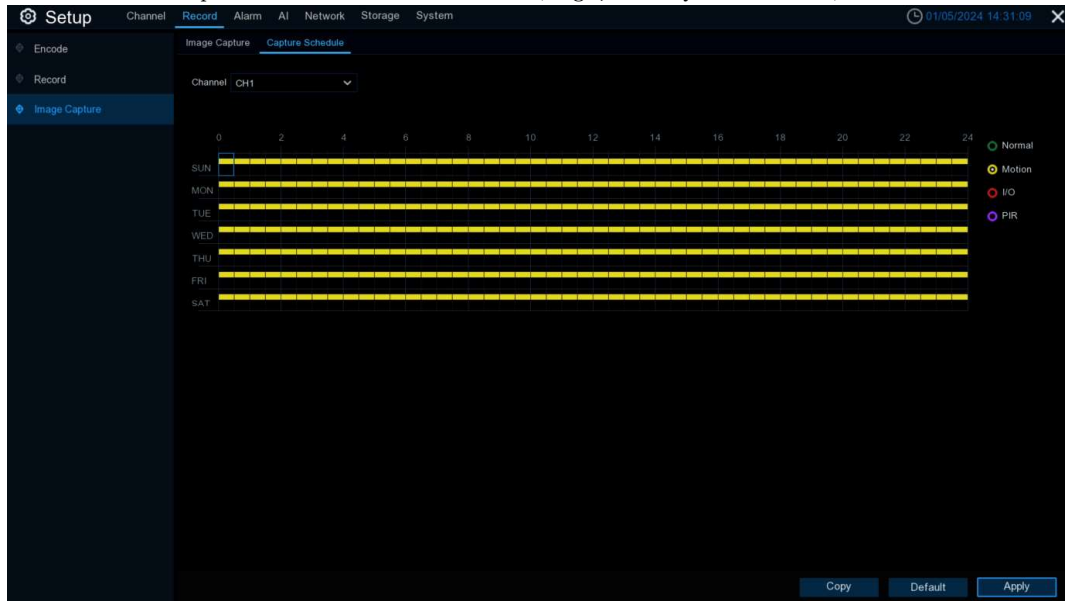 Setup Channel Record Alarm AI Network Storage System 01/05/2024 14:31:09
Encode
Record
Image Capture
Image Capture Capture Schedule
Channel CH1
0 2 4 6 8 10 12 14 16 18 20 22 24
SUN
MON
TUE
WED
THU
FRI
SAT
Normal
Motion
I/O
PIR
Copy Default Apply